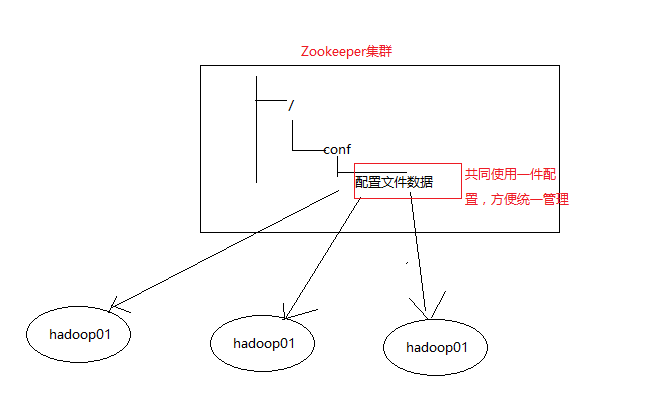 Zookeeper集群
/
conf
配置文件数据
共同使用一件配
置，方便统一管理
hadoop01
hadoop01
hadoop01